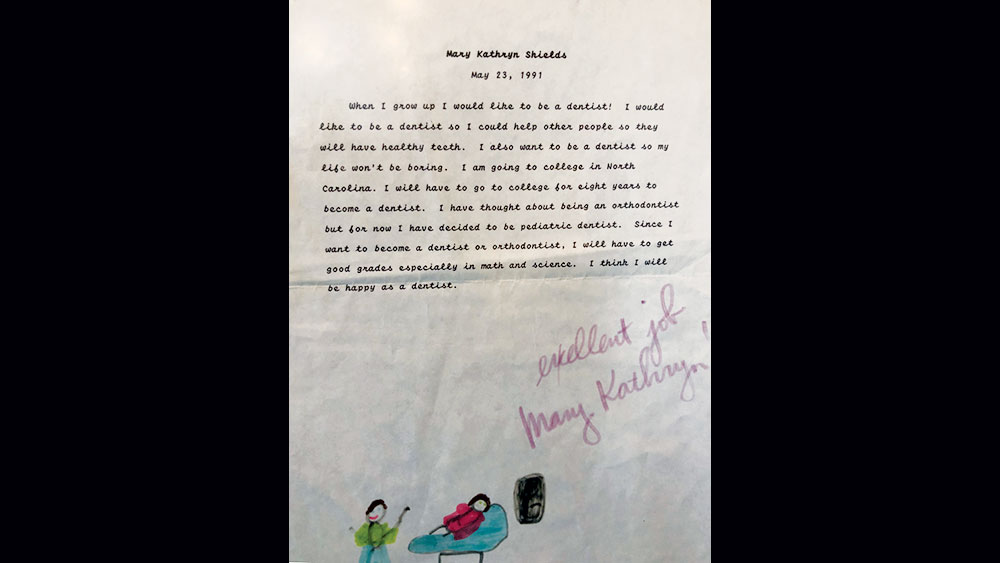 Mary Kathryn Shields
May 23, 1991
When I grow up I would like to be a dentist! I would
like to be a dentist so I could help other people so they
will have healthy teeth. I also want to be a dentist so my
life won't be boring. I am going to college in North
Carolina. I will have to go to college for eight years to
become a dentist. I have thought about being an orthodontist
but for now I have decided to be pediatric dentist. Since I
want to become a dentist or orthodontist, I will have to get
good grades especially in math and science. I think I will
be happy as a dentist.
exellent job
Mary Kathryn!